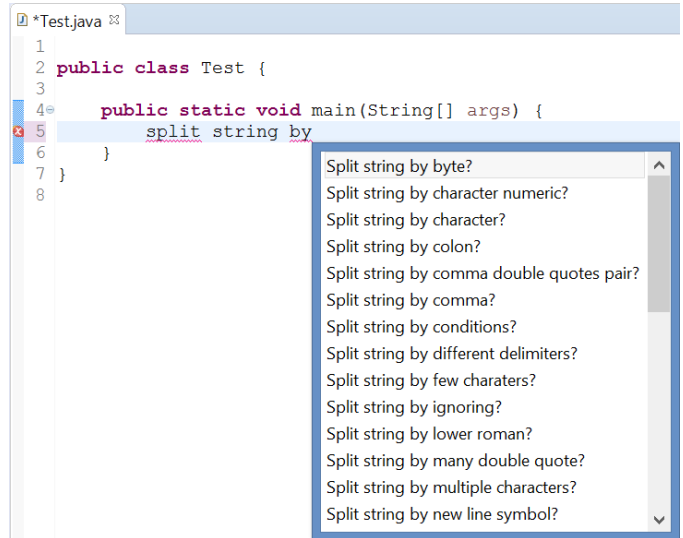 *Test.java
1
2 public class Test {
3
4 public static void main(String[] args) {
5 split string by
6 }
7 }
8
Split string by byte?
Split string by character numeric?
Split string by character?
Split string by colon?
Split string by comma double quotes pair?
Split string by comma?
Split string by conditions?
Split string by different delimiters?
Split string by few charaters?
Split string by ignoring?
Split string by lower roman?
Split string by many double quote?
Split string by multiple characters?
Split string by new line symbol?